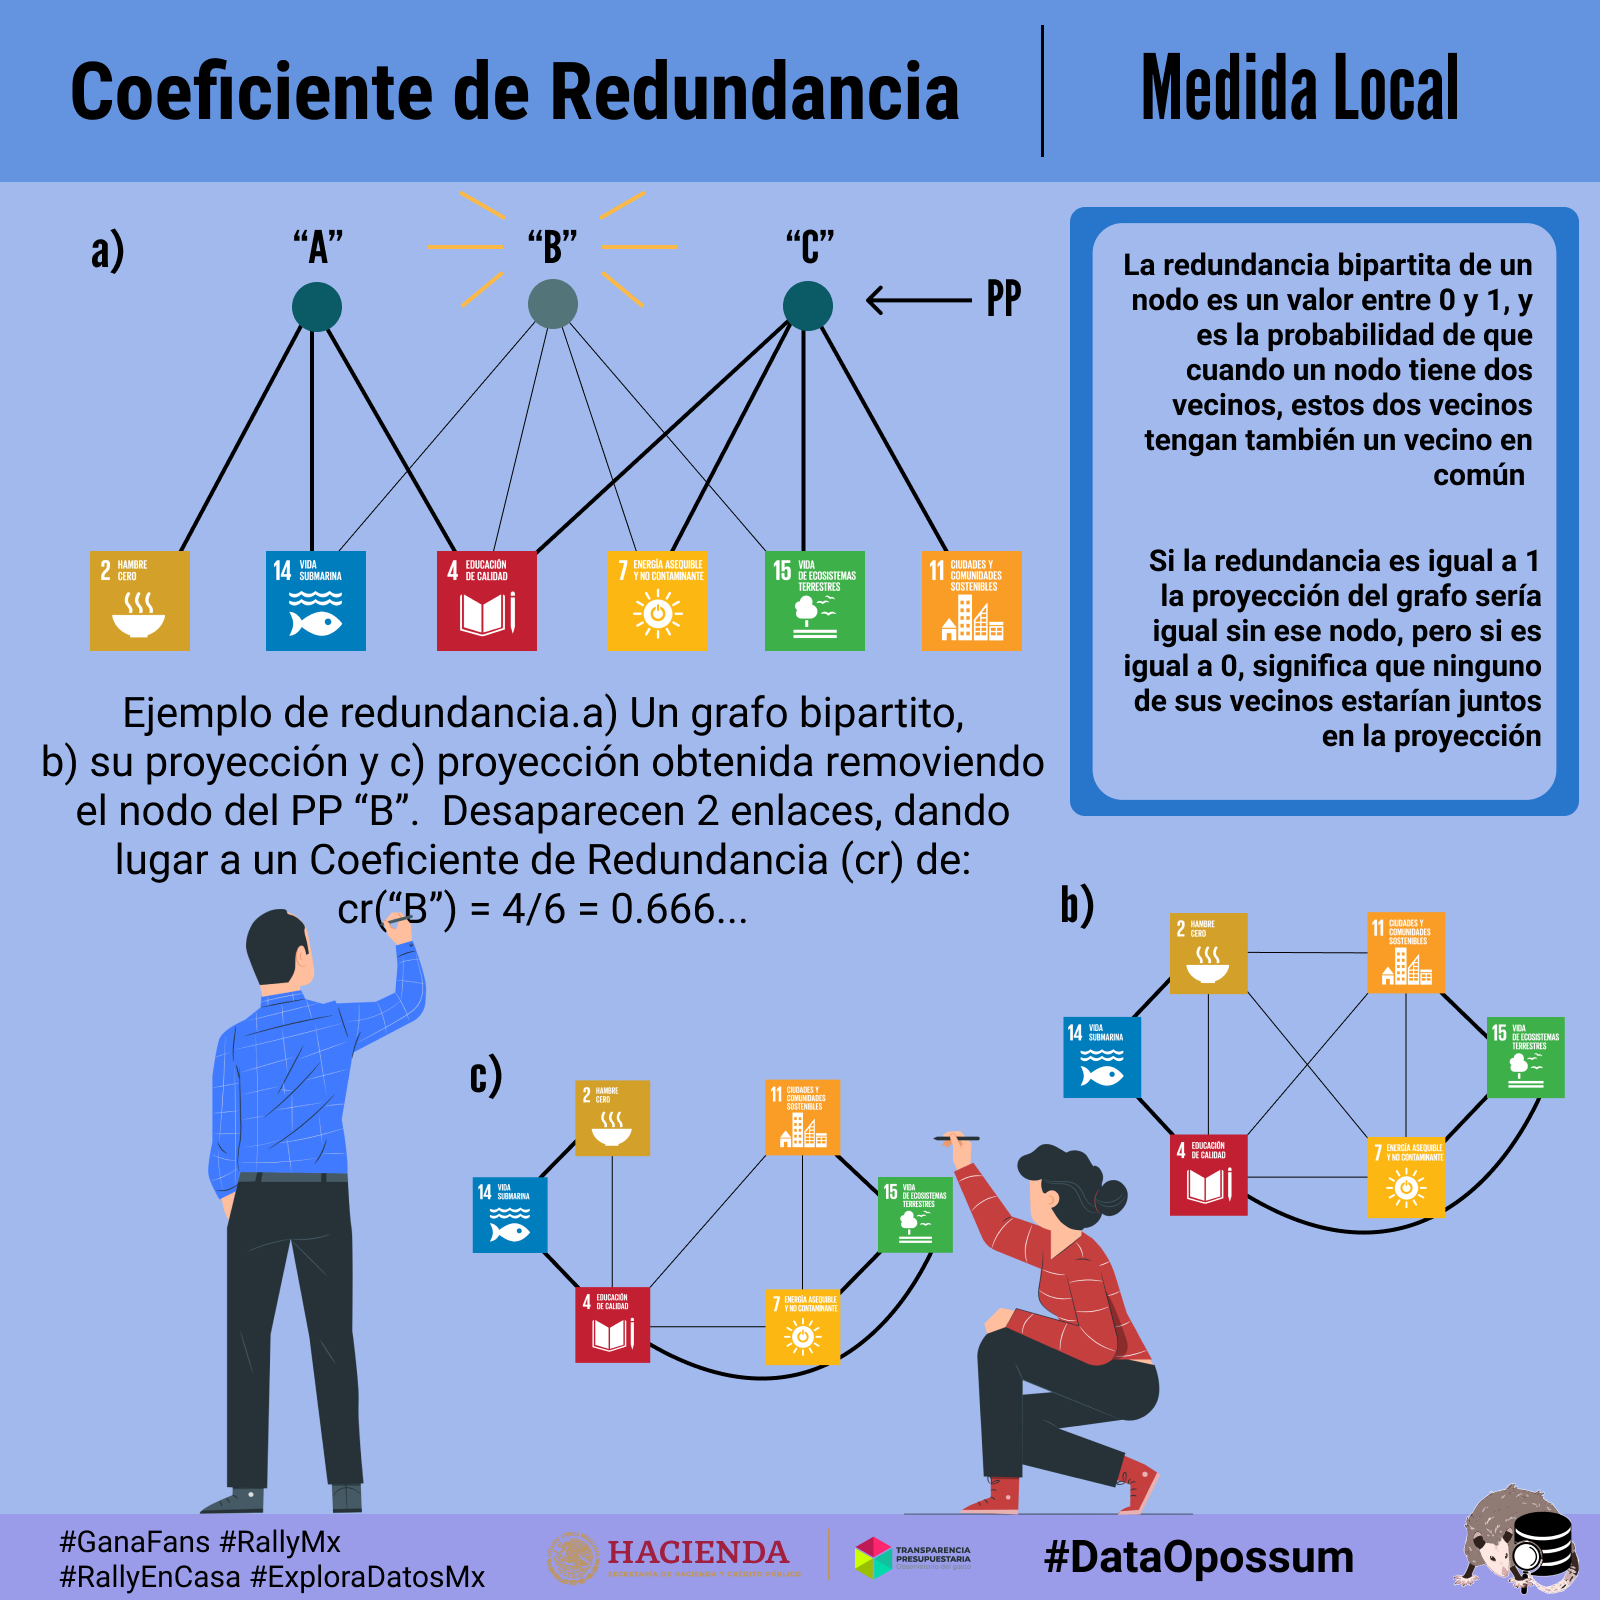 Coeficiente de Redundancia
Medida Local
a)
“A”
“B”
“C”
PP
2 HAMBRE
CERO
14 VIDA
SUBMARINA
4 EDUCACIÓN
DE CALIDAD
7 ENERGÍA ASEQUIBLE
Y NO CONTAMINANTE
15 VIDA
DE ECOSISTEMAS
TERRESTRES
11 CIUDADES Y
COMUNIDADES
SOSTENIBLES
La redundancia bipartita de un
nodo es un valor entre 0 y 1, y
es la probabilidad de que
cuando un nodo tiene dos
vecinos, estos dos vecinos
tengan también un vecino en
común
Si la redundancia es igual a 1
la proyección del grafo sería
igual sin ese nodo, pero si es
igual a 0, significa que ninguno
de sus vecinos estarían juntos
en la proyección
Ejemplo de redundancia.a) Un grafo bipartito,
b) su proyección y c) proyección obtenida removiendo
el nodo del PP “B”. Desaparecen 2 enlaces, dando
lugar a un Coeficiente de Redundancia (cr) de:
cr(“B”) = 4/6 = 0.666...
b)
2 HAMBRE
CERO
11 CIUDADES Y
COMUNIDADES
SOSTENIBLES
14 VIDA
SUBMARINA
15 VIDA
DE ECOSISTEMAS
TERRESTRES
4 EDUCACIÓN
DE CALIDAD
7 ENERGÍA ASEQUIBLE
Y NO CONTAMINANTE
c)
2 HAMBRE
CERO
11 CIUDADES Y
COMUNIDADES
SOSTENIBLES
14 VIDA
SUBMARINA
15 VIDA
DE ECOSISTEMAS
TERRESTRES
4 EDUCACIÓN
DE CALIDAD
7 ENERGÍA ASEQUIBLE
Y NO CONTAMINANTE
#GanaFans #RallyMx
#RallyEnCasa #ExploraDatosMx
HACIENDA
SECRETARÍA DE HACIENDA Y CRÉDITO PÚBLICO
TRANSPARENCIA
PRESUPUESTARIA
Observatorio del gasto
#DataOpossum